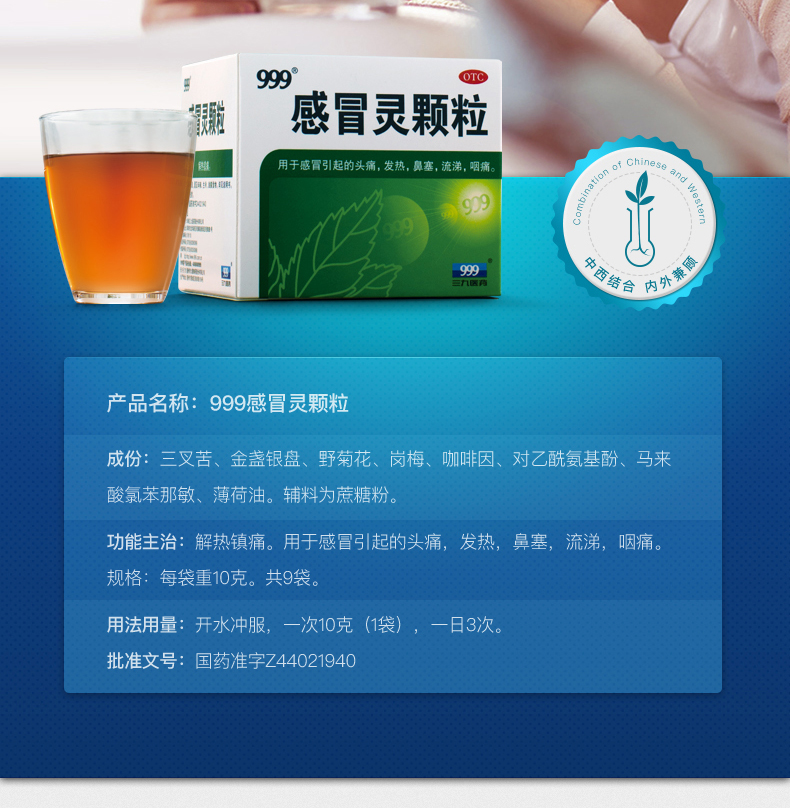 999®
OTC
感冒灵颗粒
用于感冒引起的头痛，发热，鼻塞，流涕，咽痛。
999
999
999
三九医药
Combination of Chinese and Western
中西结合 内外兼顾
产品名称：999感冒灵颗粒
成份：三叉苦、金盏银盘、野菊花、岗梅、咖啡因、对乙酰氨基酚、马来
酸氯苯那敏、薄荷油。辅料为蔗糖粉。
功能主治：解热镇痛。用于感冒引起的头痛，发热，鼻塞，流涕，咽痛。
规格：每袋重10克。共9袋。
用法用量：开水冲服，一次10克（1袋），一日3次。
批准文号：国药准字Z44021940